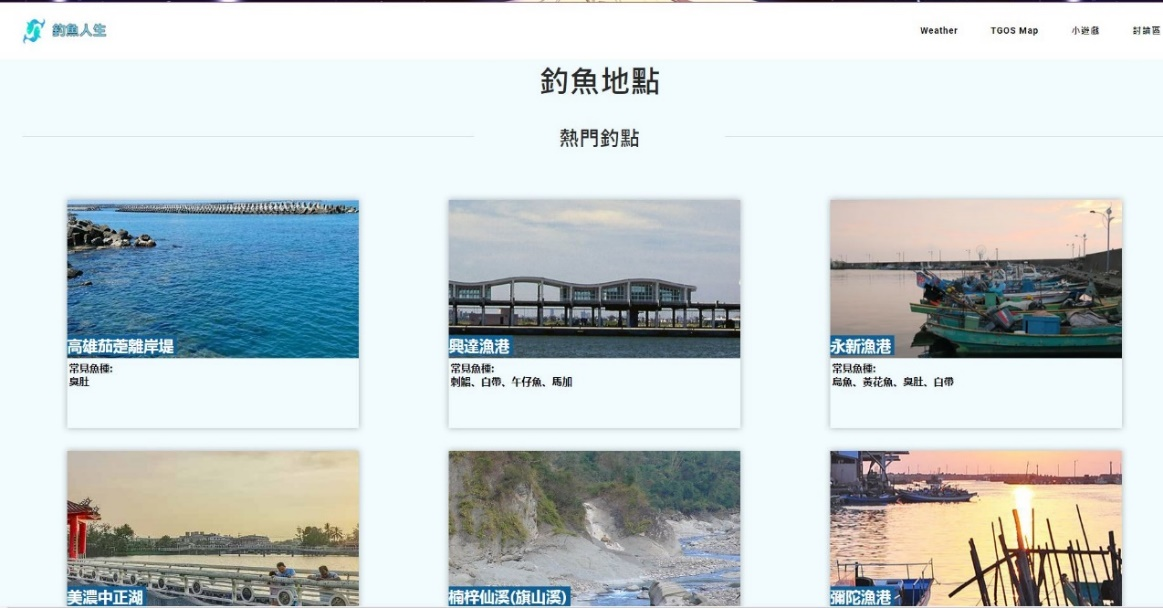 釣魚人生
Weather TGOS Map 小遊戲 討論區
釣魚地點
熱門釣點
高雄茄萣離岸堤
常見魚種:
臭肚
興達漁港
常見魚種:
刺鯧、白帶、午仔魚、馬加
永新漁港
常見魚種:
烏魚、黃花魚、臭肚、白帶
美濃中正湖
楠梓仙溪(旗山溪)
彌陀漁港